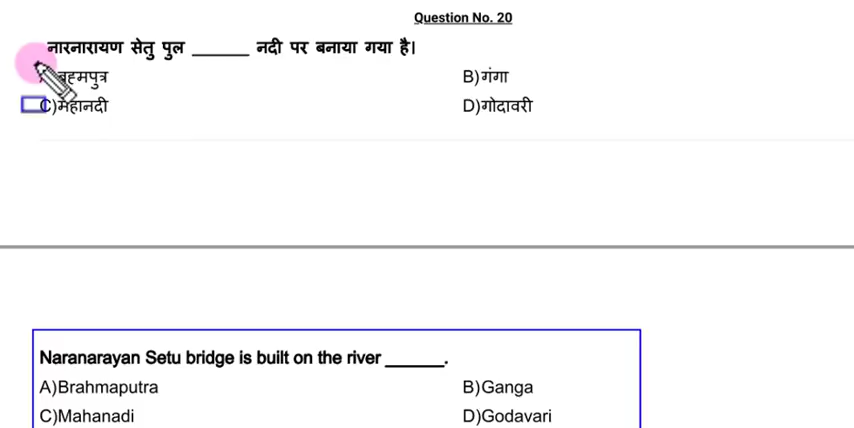 Question No. 20
नारनारायण सेतु पुल ______ नदी पर बनाया गया है।
ब्रह्मपुत्र B)गंगा
C)महानदी D)गोदावरी
Naranarayan Setu bridge is built on the river ______.
A)Brahmaputra B)Ganga
C)Mahanadi D)Godavari